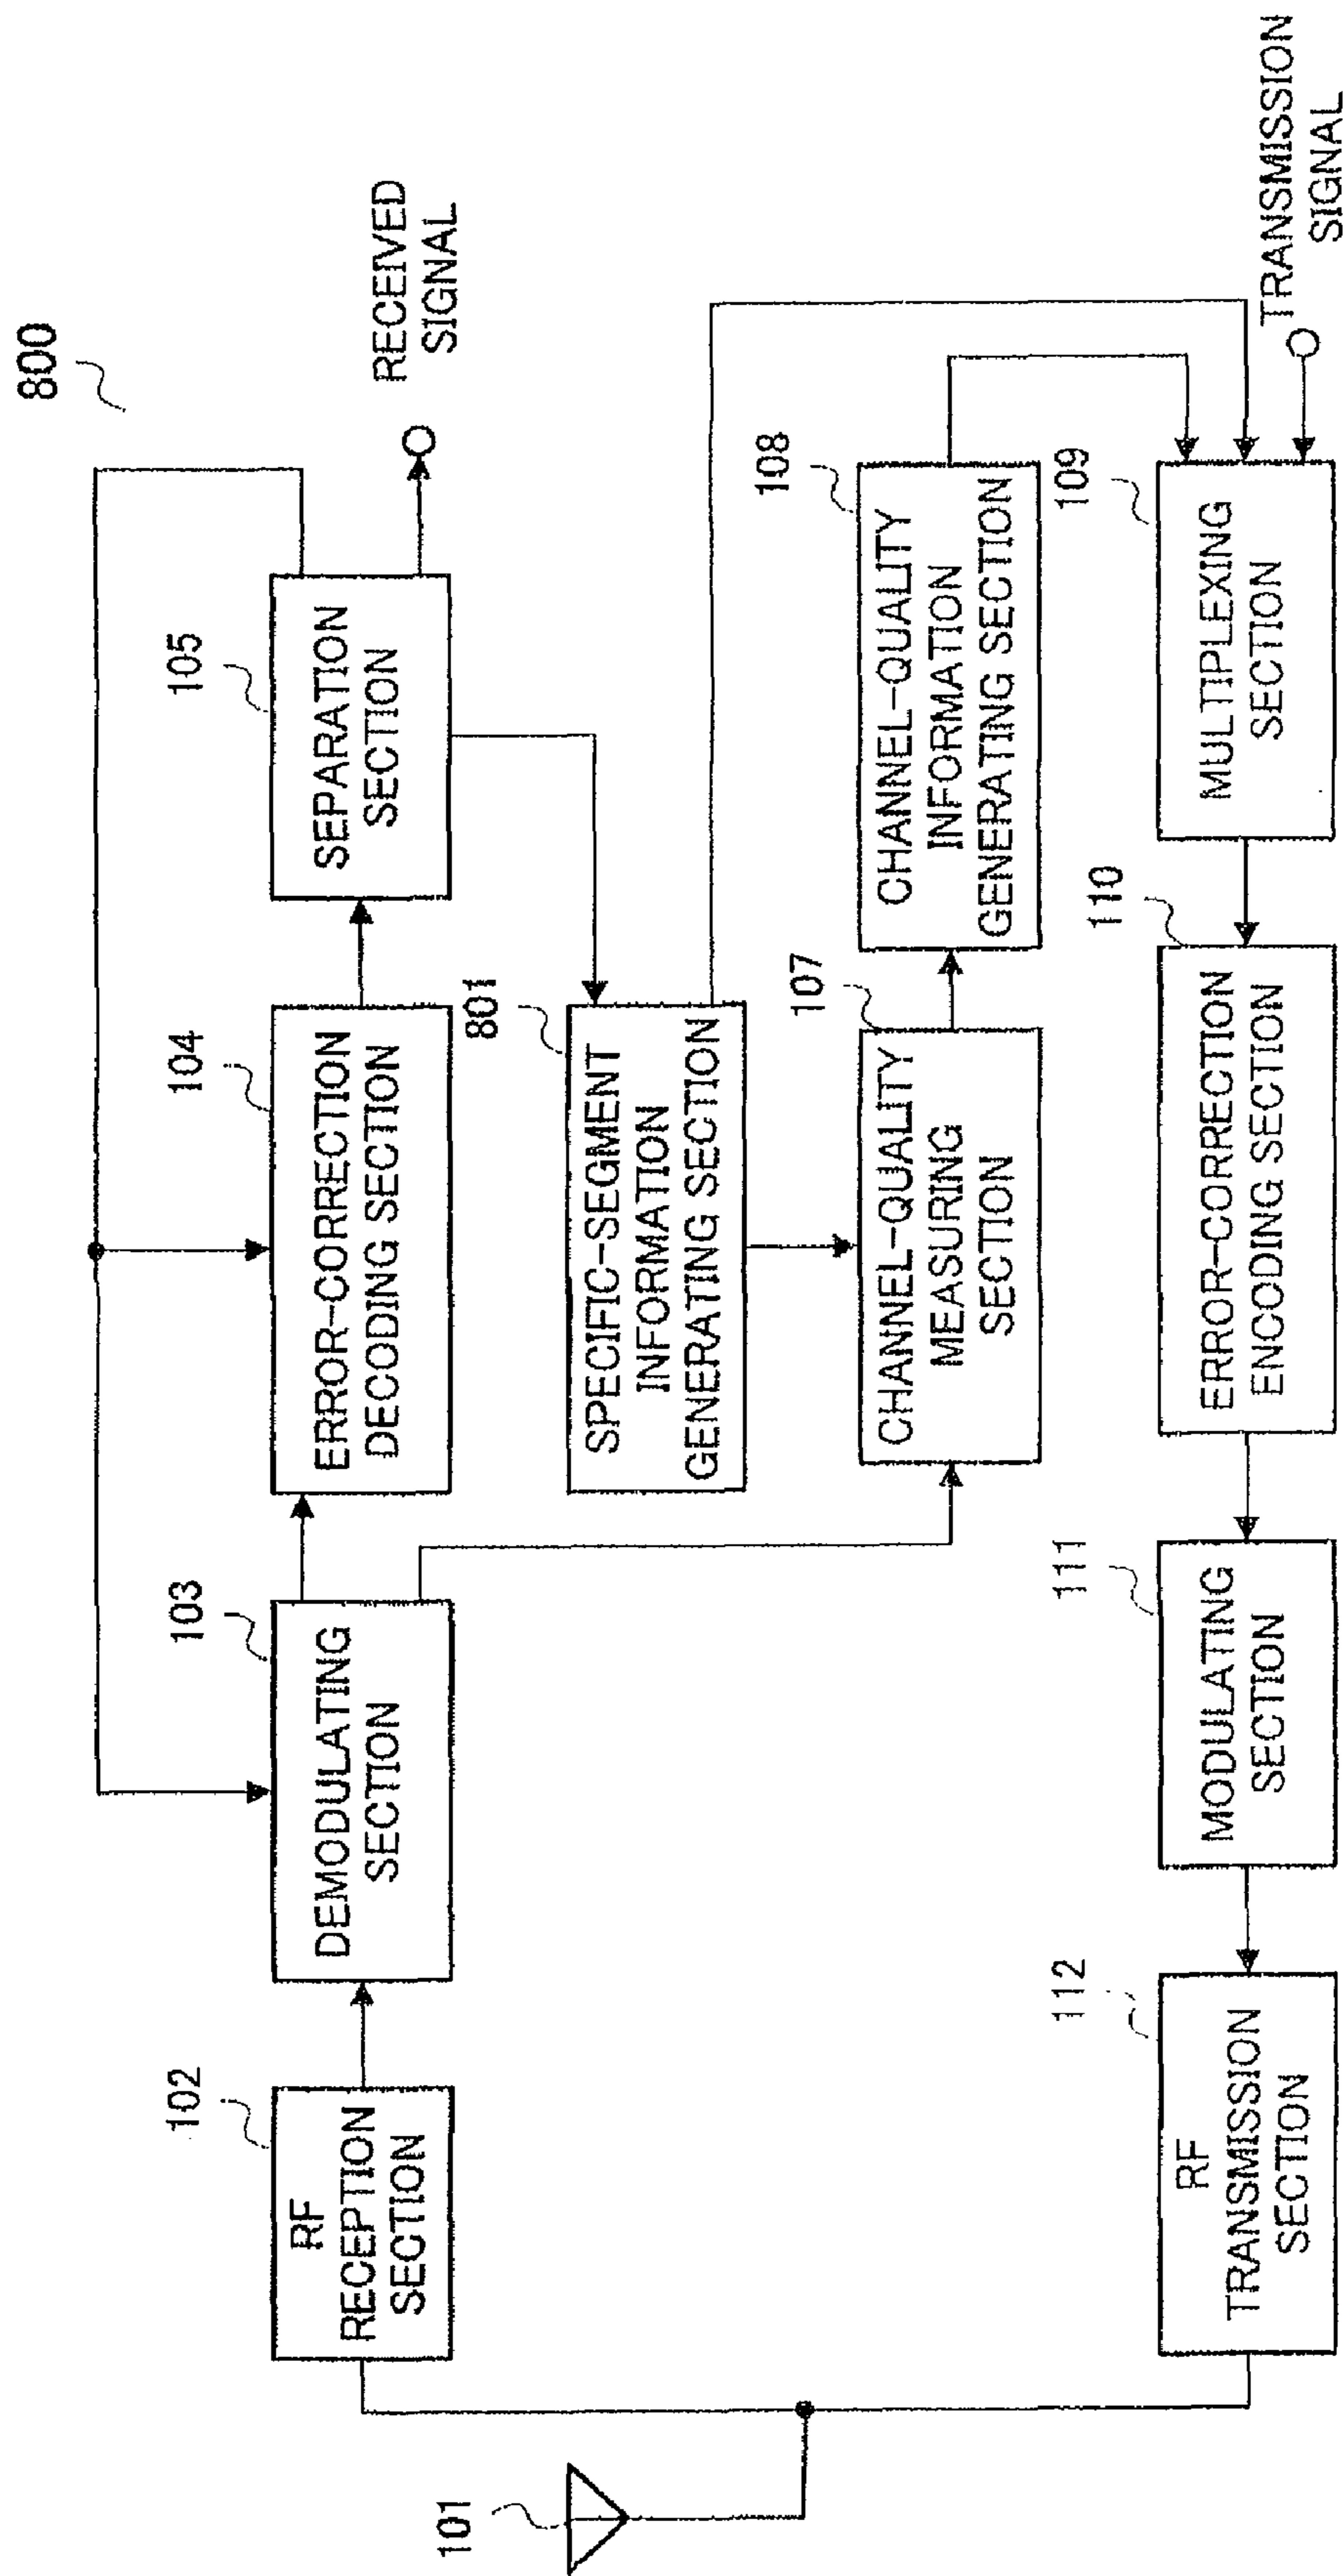 800
101
102
RF
RECEPTION
SECTION
103
DEMODULATING
SECTION
104
ERROR-CORRECTION
DECODING SECTION
105
SEPARATION
SECTION
RECEIVED
SIGNAL
801
SPECIFIC-SEGMENT
INFORMATION
GENERATING SECTION
107
CHANNEL-QUALITY
MEASURING
SECTION
108
CHANNEL-QUALITY
INFORMATION
GENERATING SECTION
112
RF
TRANSMISSION
SECTION
111
MODULATING
SECTION
110
ERROR-CORRECTION
ENCODING SECTION
109
MULTIPLEXING
SECTION
TRANSMISSION
SIGNAL